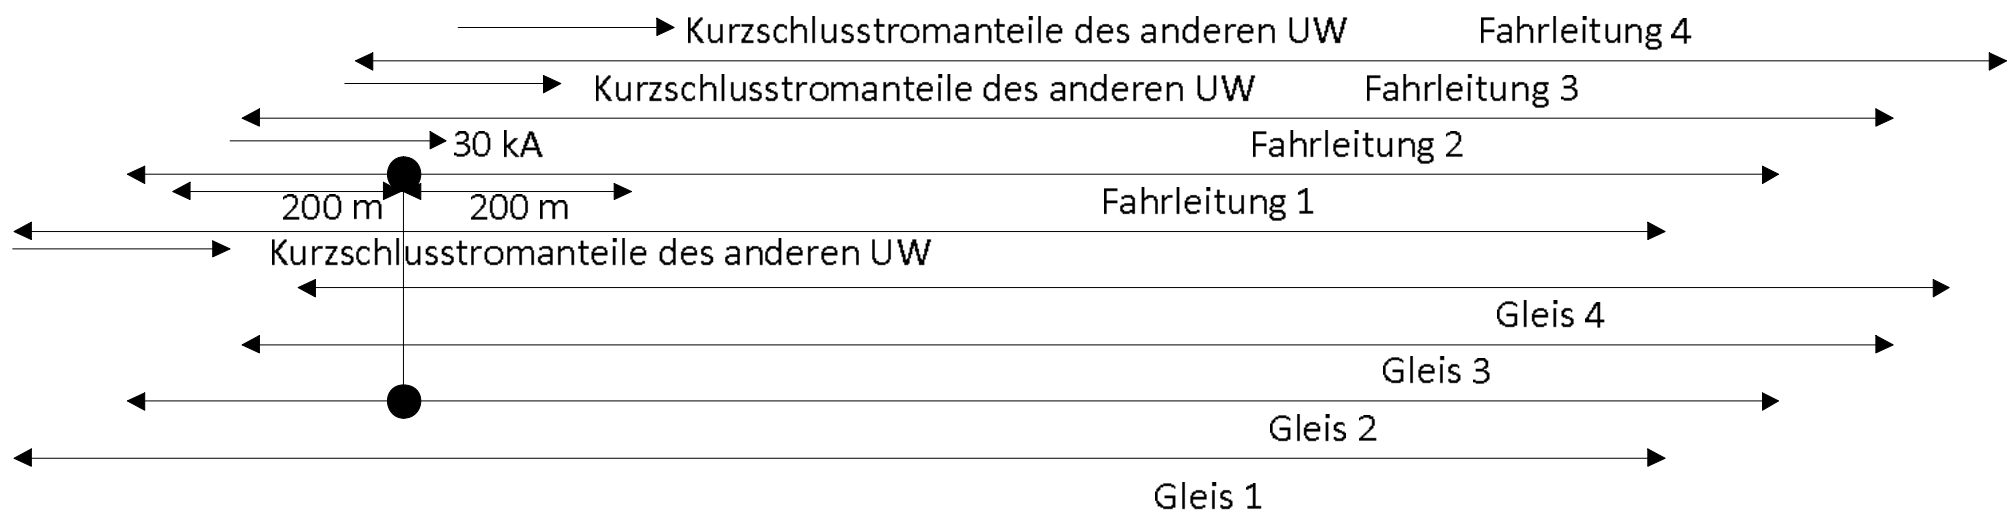 Kurzschlusstromanteile des anderen UW Fahrleitung 4
Kurzschlusstromanteile des anderen UW Fahrleitung 3
30 kA Fahrleitung 2
200 m 200 m Fahrleitung 1
Kurzschlusstromanteile des anderen UW
Gleis 4
Gleis 3
Gleis 2
Gleis 1